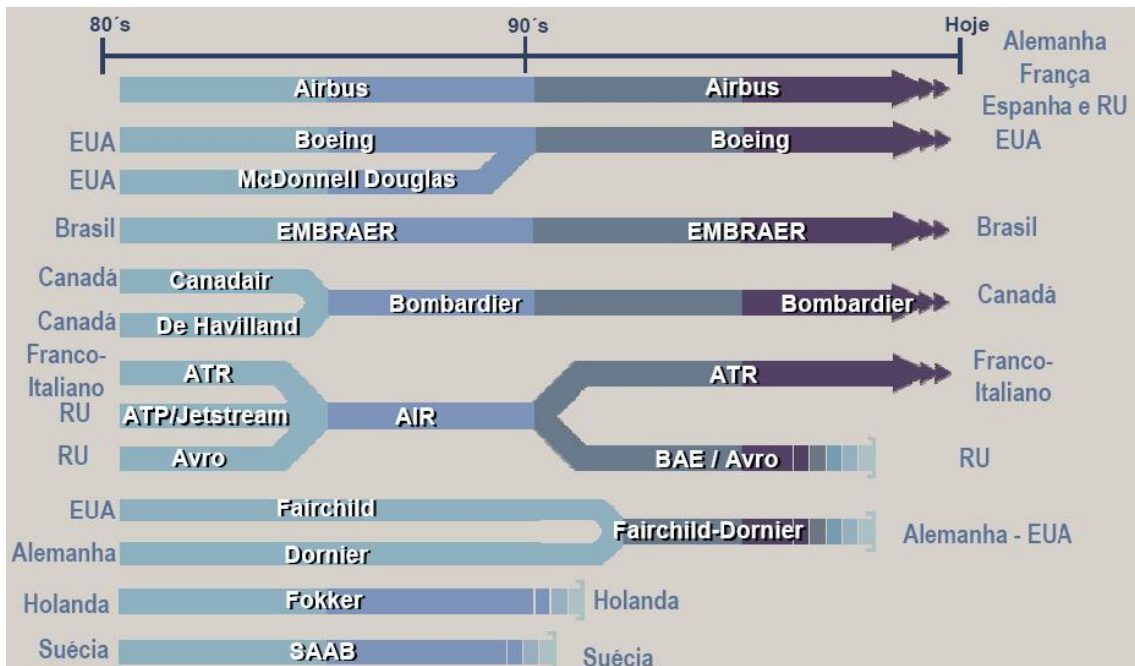 80´s
90´s
Hoje
Airbus
Airbus
Alemanha
França
Espanha e RU
EUA
Boeing
Boeing
EUA
EUA
McDonnell Douglas
Brasil
EMBRAER
EMBRAER
Brasil
Canadá
Canadair
Bombardier
Bombardier
Canadá
Canadá
De Havilland
Franco-
Italiano
ATR
ATR
Franco-
Italiano
RU
ATP/Jetstream
AIR
RU
Avro
BAE / Avro
RU
EUA
Fairchild
Fairchild-Dornier
Alemanha - EUA
Alemanha
Dornier
Holanda
Fokker
Holanda
Suécia
SAAB
Suécia